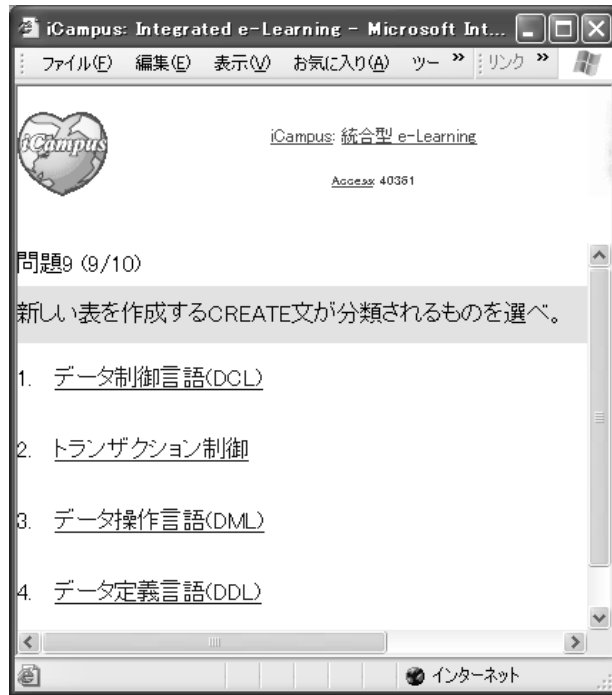 iCampus: Integrated e-Learning - Microsoft Int...
ファイル(F) 編集(E) 表示(V) お気に入り(A) ツー » リンク »
iCampus
iCampus: 統合型 e-Learning
Access: 40361
問題9 (9/10)
新しい表を作成するCREATE文が分類されるものを選べ。
1. データ制御言語(DCL)
2. トランザクション制御
3. データ操作言語(DML)
4. データ定義言語(DDL)
インターネット